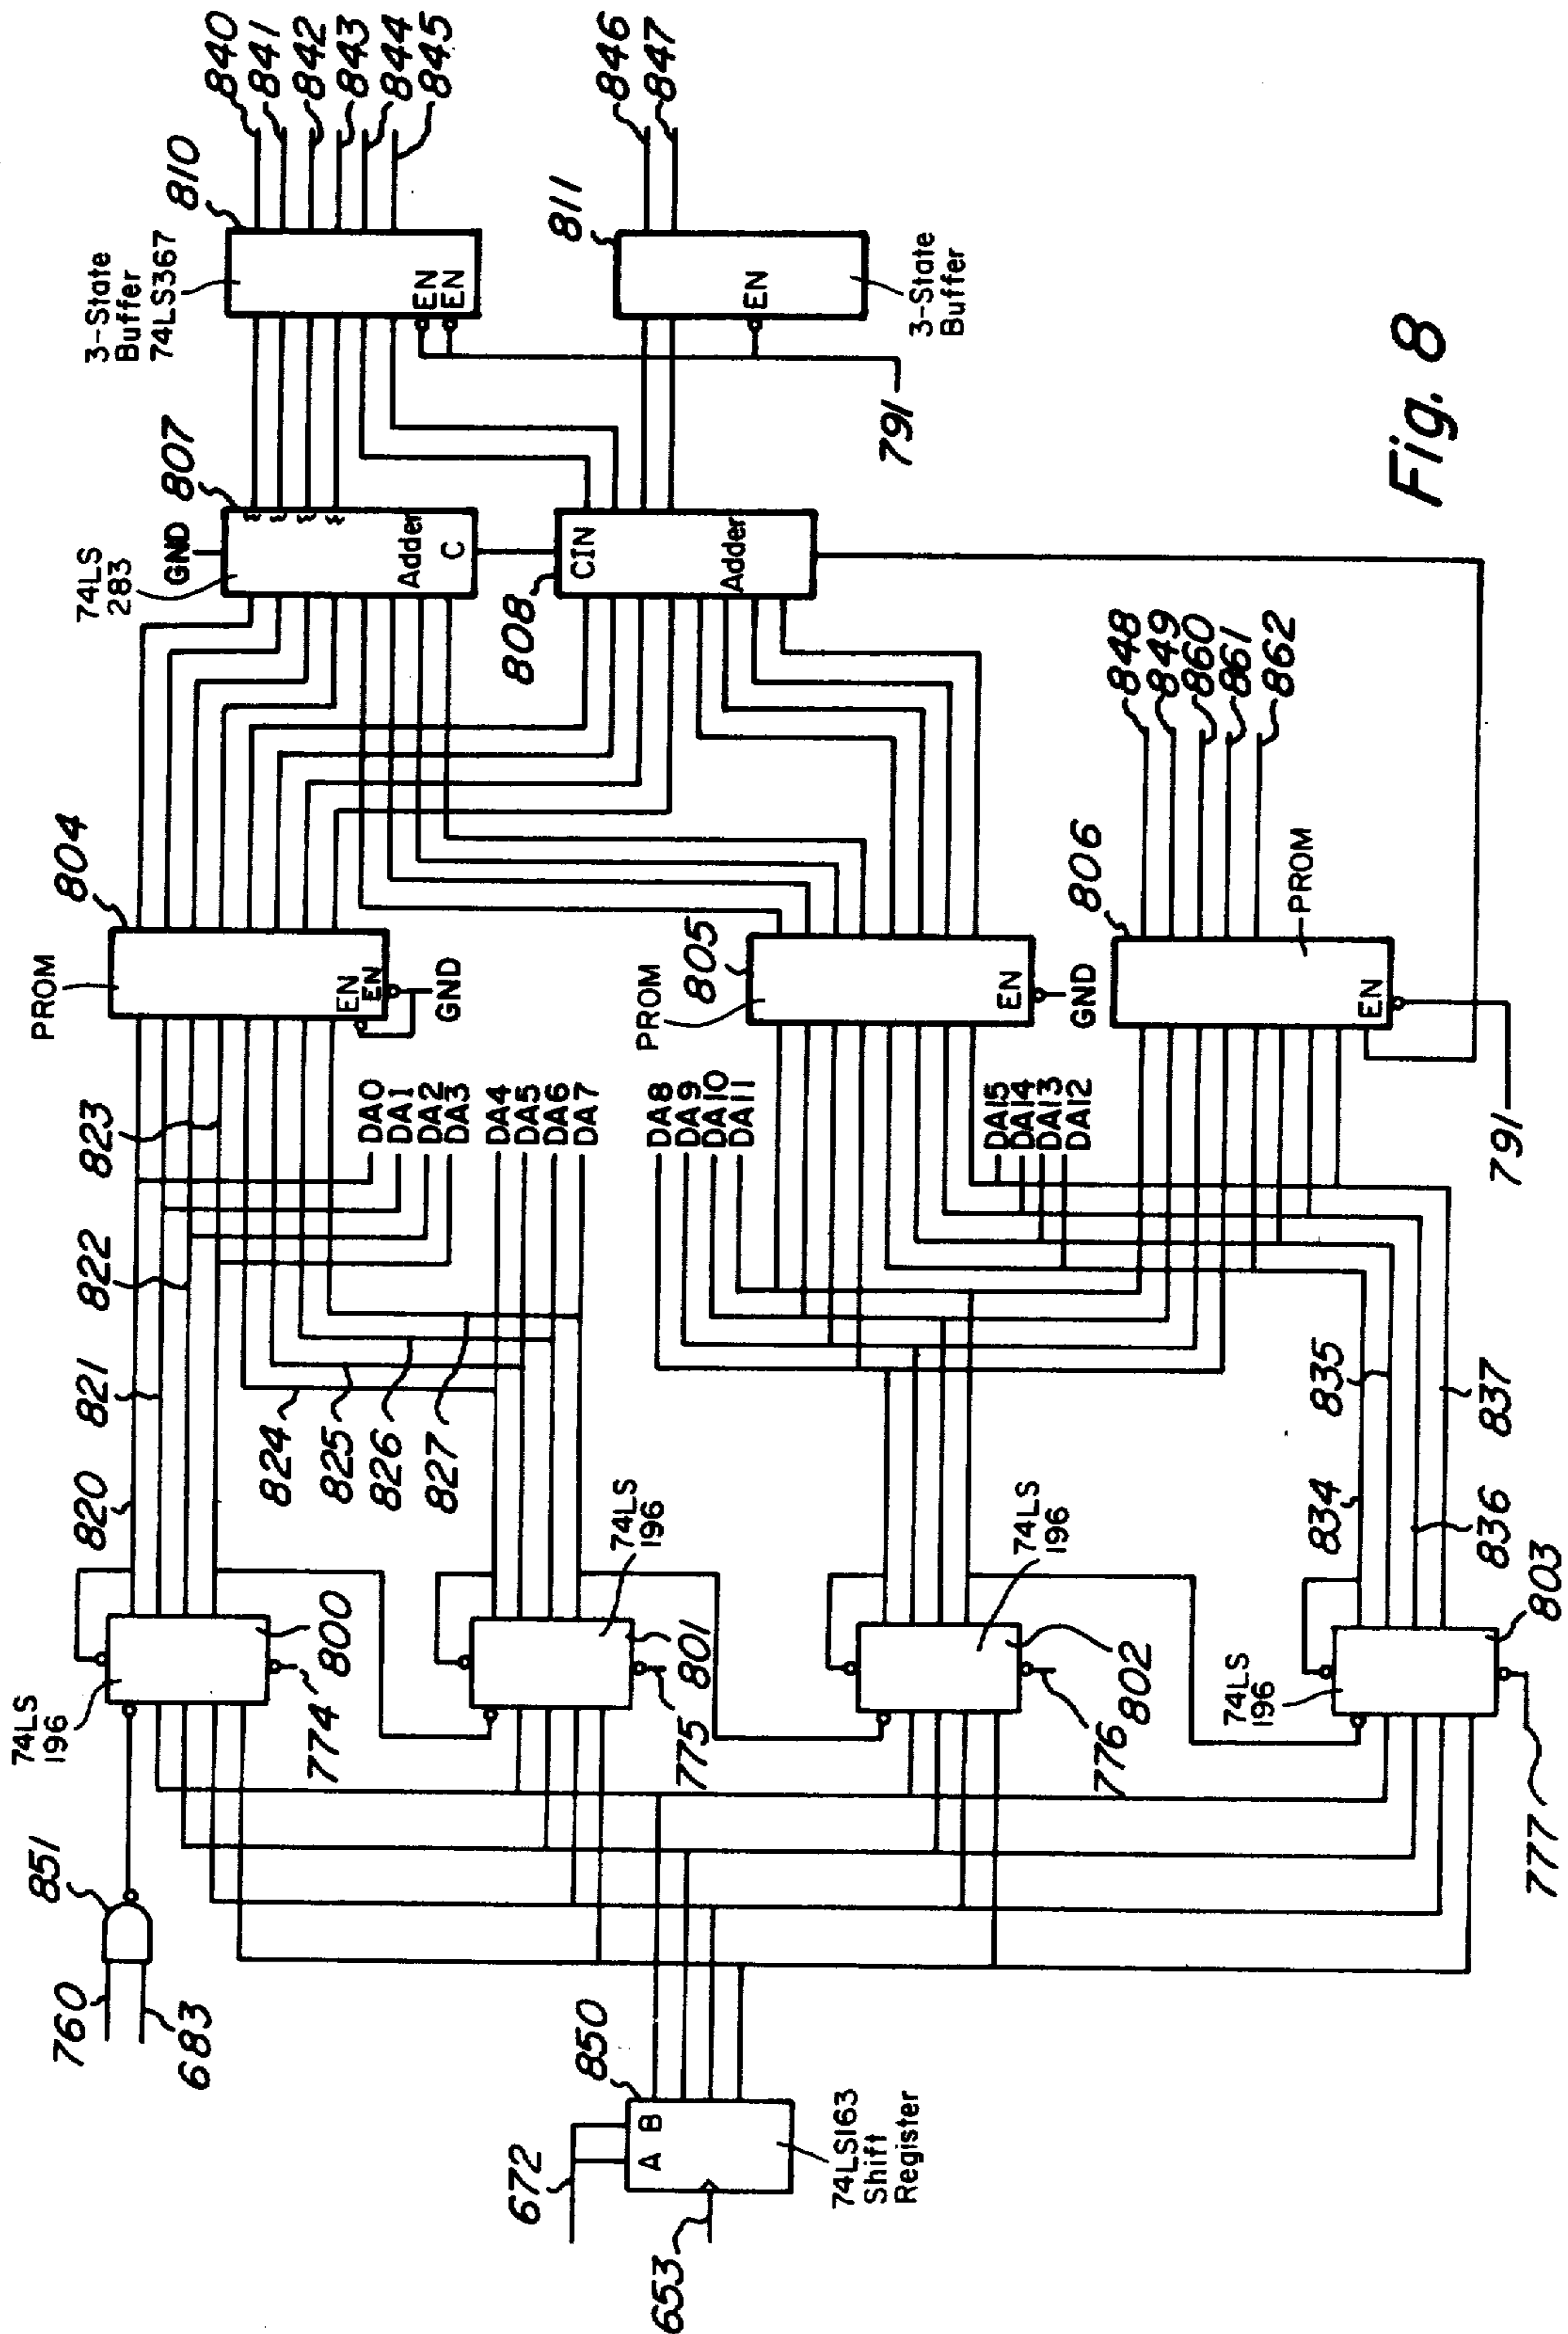 760
683
851
74LS
196
774
800
820
821
822
823
824
825
826
827
PROM
804
EN
EN
GND
DA0
DA1
DA2
DA3
DA4
DA5
DA6
DA7
74LS
283
GND
807
Σ
Σ
Σ
Σ
Adder
C
3-State
Buffer
74LS367
810
EN
EN
840
841
842
843
844
845
672
653
A
B
850
74LS163
Shift
Register
74LS
196
775
801
808
CIN
Adder
811
EN
3-State
Buffer
846
847
791
74LS
196
776
802
DA8
DA9
DA10
DA11
DA15
DA14
DA13
DA12
PROM
805
EN
GND
806
PROM
EN
848
849
860
861
862
74LS
196
777
803
834
835
836
837
791
Fig. 8